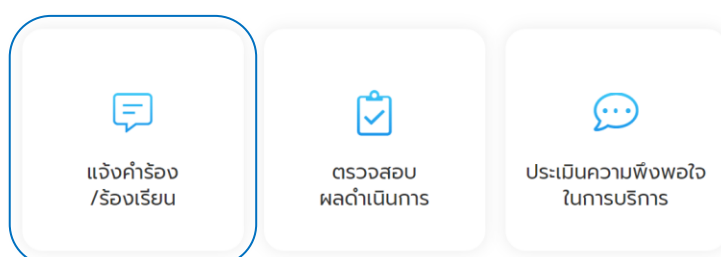 แจ้งคำร้อง
/ร้องเรียน
ตรวจสอบ
ผลดำเนินการ
ประเมินความพึงพอใจ
ในการบริการ